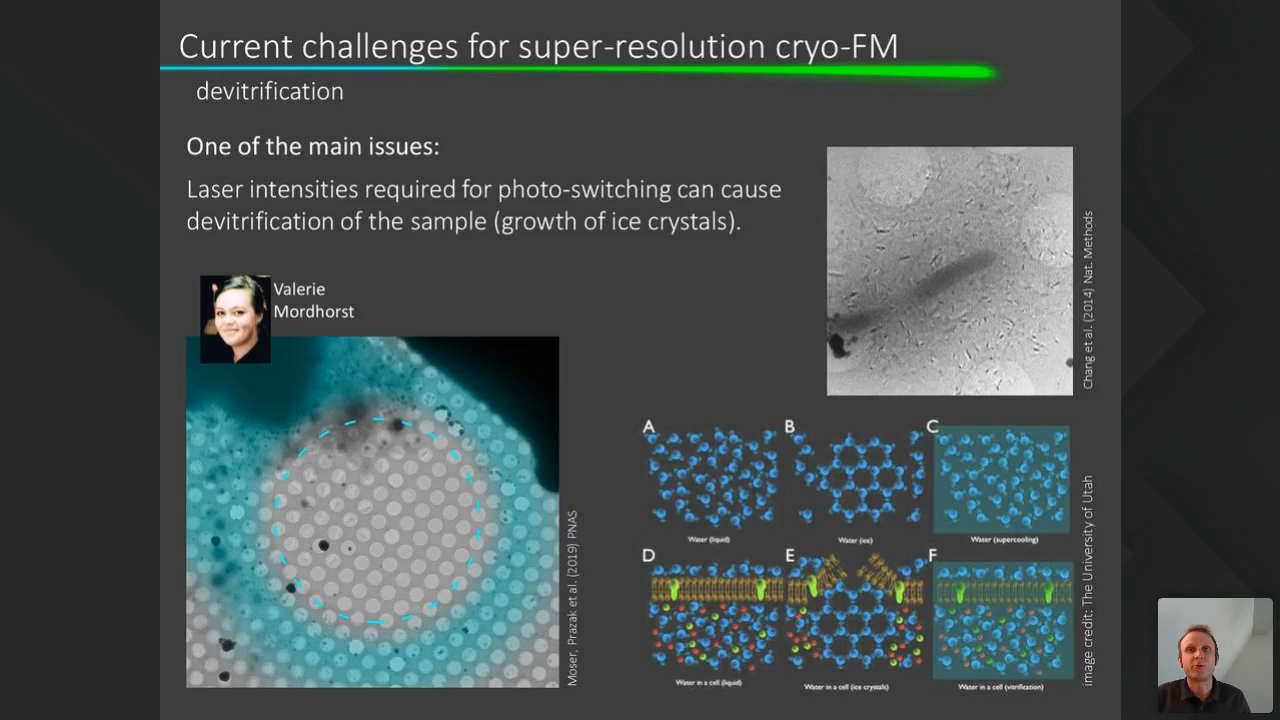 Current challenges for super-resolution cryo-FM
devitrification
One of the main issues:
Laser intensities required for photo-switching can cause
devitrification of the sample (growth of ice crystals).
Valerie
Mordhorst
Moser, Prazak et al. (2019) PNAS
Chang et al. (2014) Nat. Methods
A
B
C
Water (liquid)
Water (ice)
Water (supercooling)
D
E
F
Water in a cell (liquid)
Water in a cell (ice crystals)
Water in a cell (vitrification)
image credit: The University of Utah